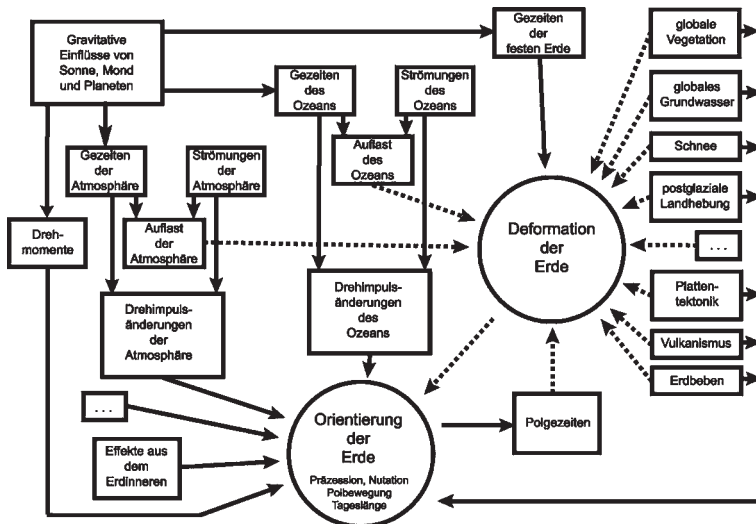 Gravitative
Einflüsse von
Sonne, Mond
und Planeten
Gezeiten
der
festen Erde
globale
Vegetation
Gezeiten
des
Ozeans
Strömungen
des
Ozeans
globales
Grundwasser
Auflast
des
Ozeans
Schnee
Gezeiten
der
Atmosphäre
Strömungen
der
Atmosphäre
postglaziale
Landhebung
Dreh-
momente
Auflast
der
Atmosphäre
Deformation
der
Erde
...
Drehimpuls-
änderungen
der
Atmosphäre
Drehimpuls-
änderungen
des
Ozeans
Platten-
tektonik
Vulkanismus
Erdbeben
...
Orientierung
der
Erde
Präzession, Nutation
Polbewegung
Tageslänge
Polgezeiten
Effekte aus
dem
Erdinneren